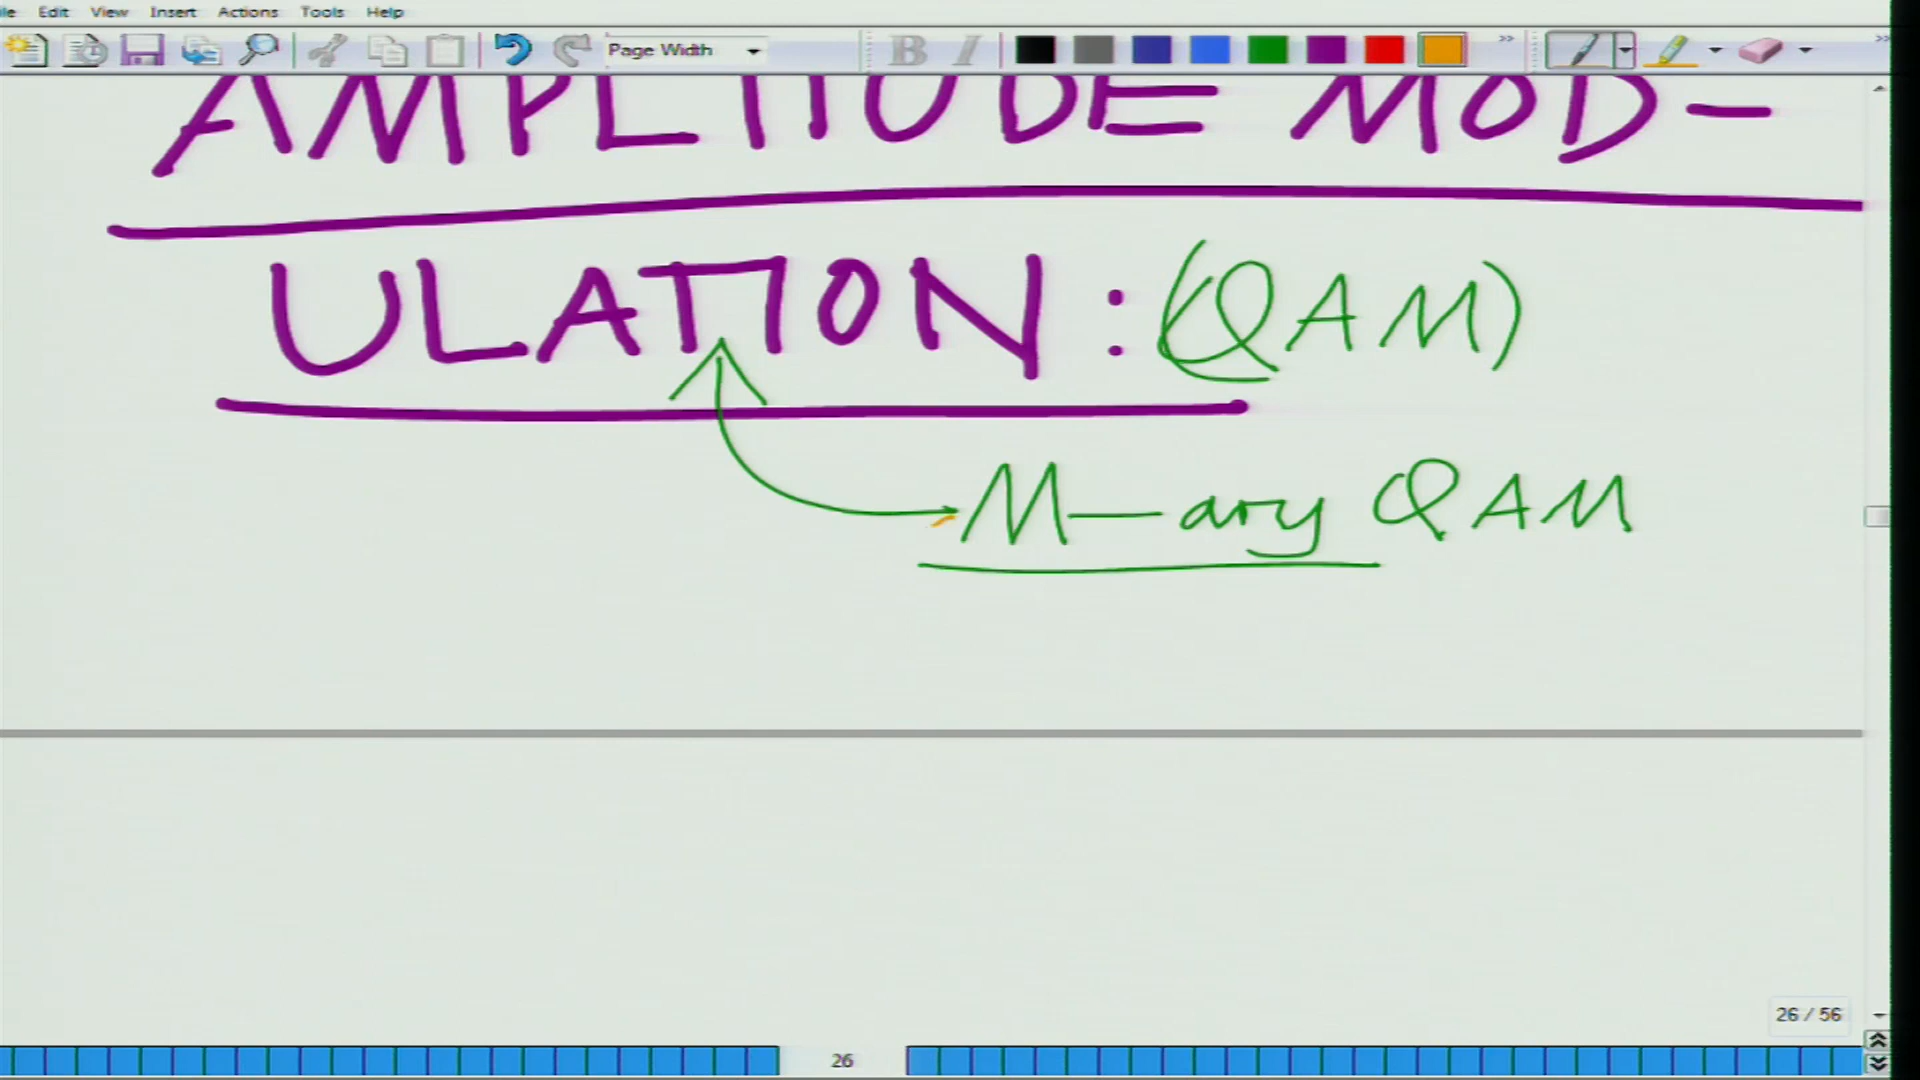 File Edit View Insert Actions Tools Help
Page Width B I
AMPLITUDE MOD-
ULATION : (QAM)
M-ary QAM
26 / 56
26